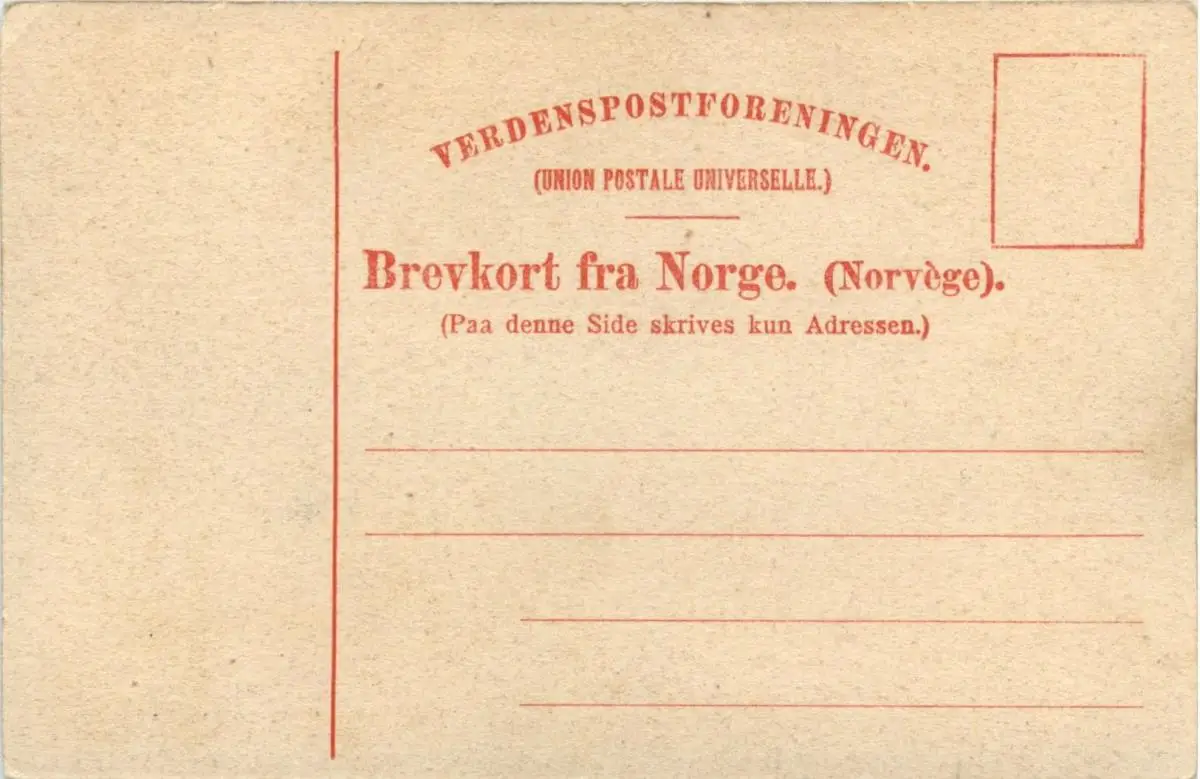 VERDENSPOSTFORENINGEN.
(UNION POSTALE UNIVERSELLE.)
Brevkort fra Norge. (Norvège).
(Paa denne Side skrives kun Adressen.)